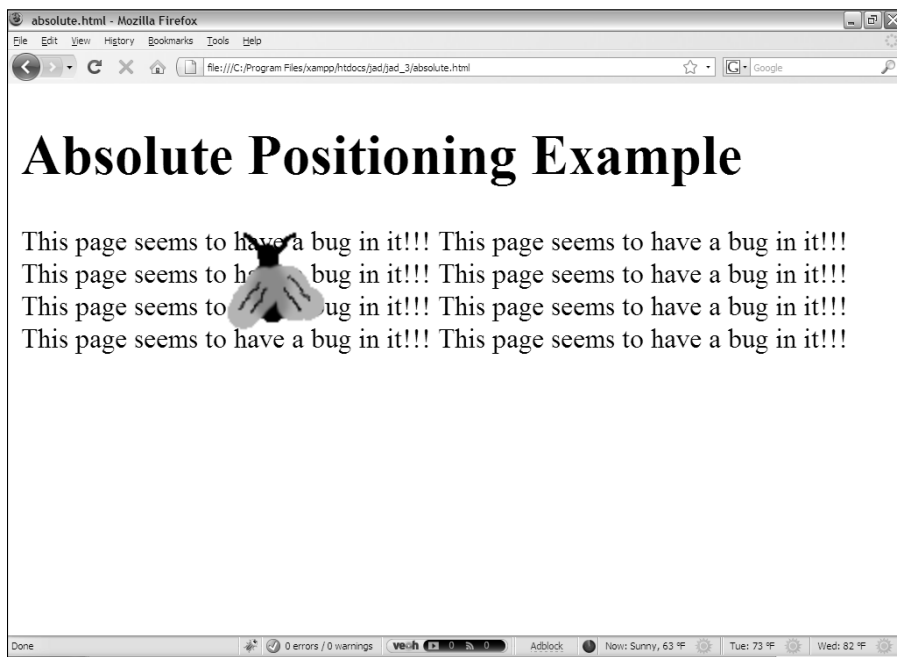 absolute.html - Mozilla Firefox
File Edit View History Bookmarks Tools Help
file:///C:/Program Files/xampp/htdocs/jad/jad_3/absolute.html
G Google
Absolute Positioning Example
This page seems to have a bug in it!!! This page seems to have a bug in it!!!
This page seems to ha bug in it!!! This page seems to have a bug in it!!!
This page seems to ug in it!!! This page seems to have a bug in it!!!
This page seems to have a bug in it!!! This page seems to have a bug in it!!!
Done 0 errors / 0 warnings veoh 0 0 Adblock Now: Sunny, 63 °F Tue: 73 °F Wed: 82 °F